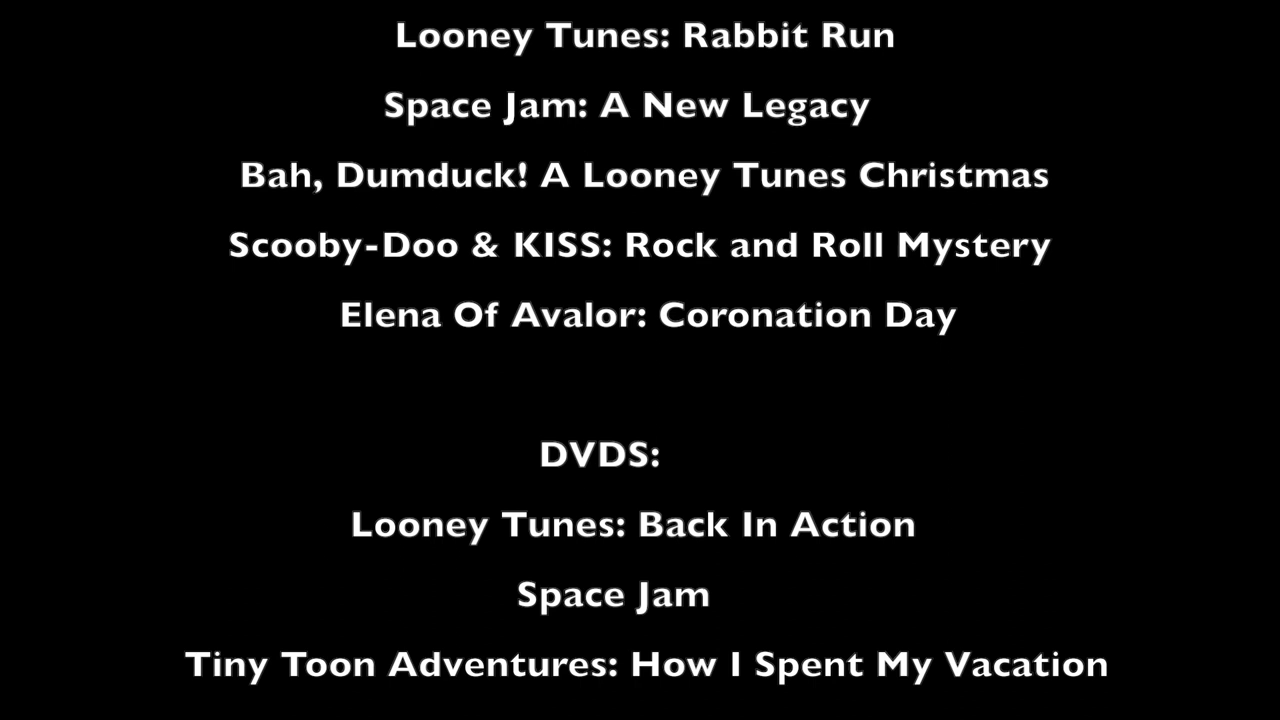 Looney Tunes: Rabbit Run
Space Jam: A New Legacy
Bah, Dumduck! A Looney Tunes Christmas
Scooby-Doo & KISS: Rock and Roll Mystery
Elena Of Avalor: Coronation Day
DVDS:
Looney Tunes: Back In Action
Space Jam
Tiny Toon Adventures: How I Spent My Vacation